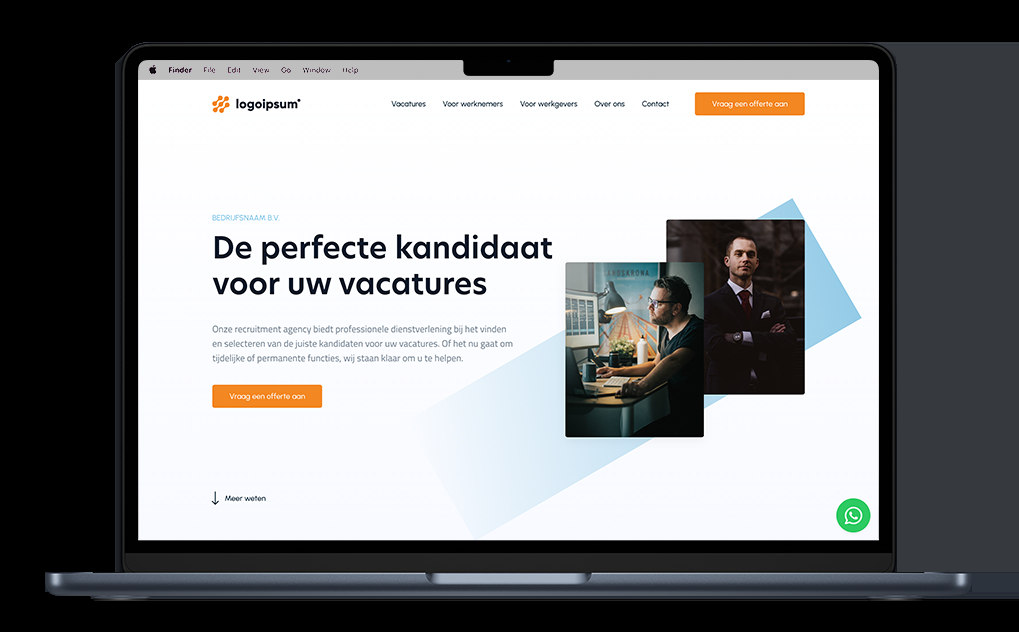 Finder File Edit View Go Window Help
logoipsum
Vacatures Voor werknemers Voor werkgevers Over ons Contact Vraag een offerte aan
BEDRIJFSNAAM B.V.
De perfecte kandidaat
voor uw vacatures
Onze recruitment agency biedt professionele dienstverlening bij het vinden
en selecteren van de juiste kandidaten voor uw vacatures. Of het nu gaat om
tijdelijke of permanente functies, wij staan klaar om u te helpen.
Vraag een offerte aan
Meer weten